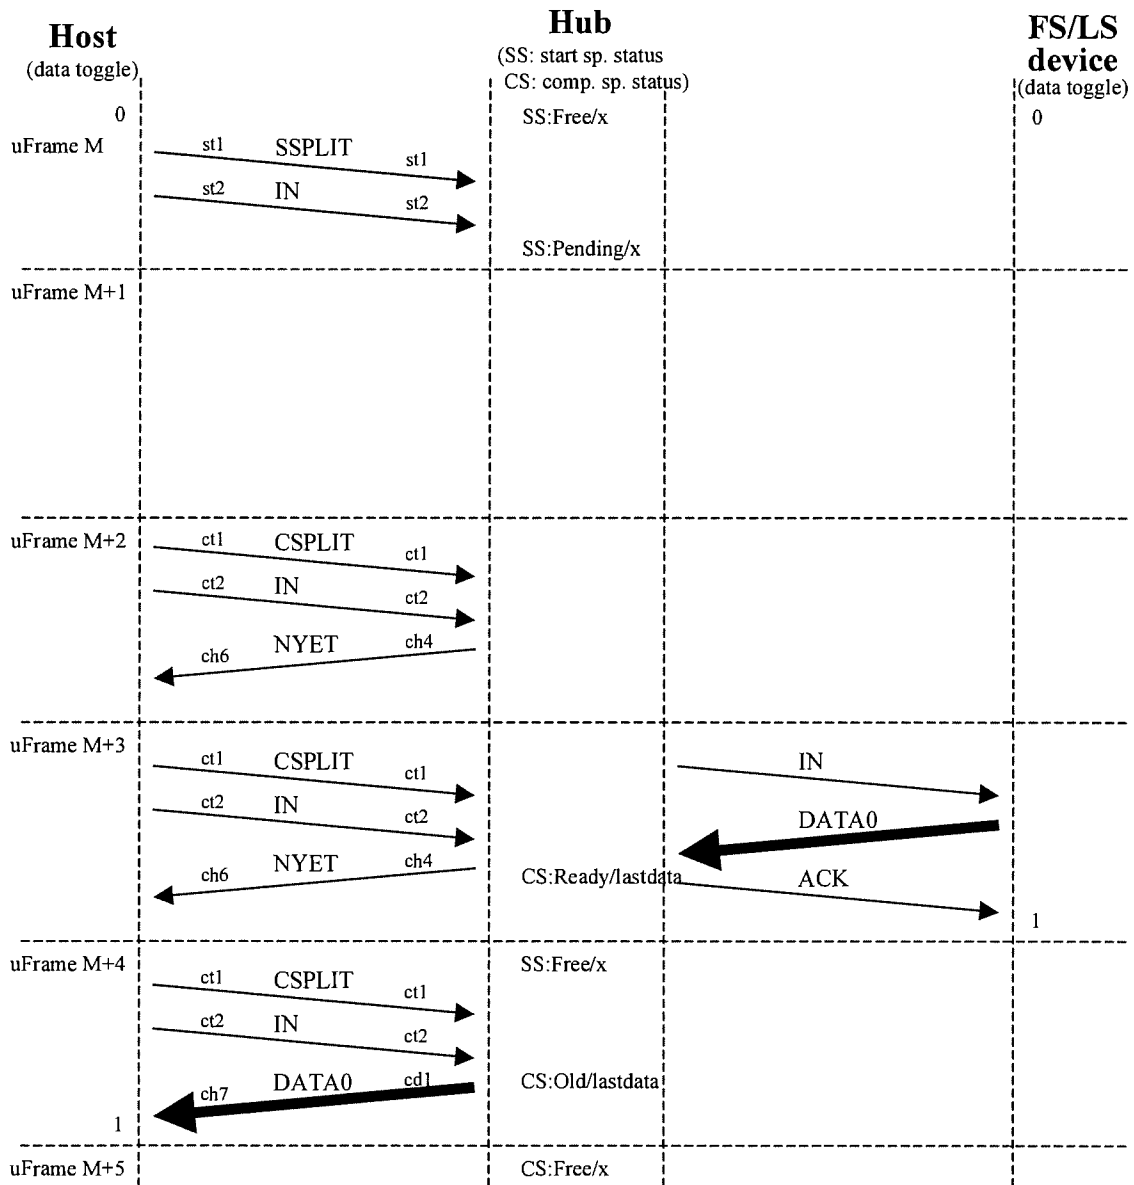 Host
(data toggle)
Hub
(SS: start sp. status
CS: comp. sp. status)
FS/LS
device
(data toggle)
0
SS:Free/x
0
uFrame M
st1 SSPLIT st1
st2 IN st2
SS:Pending/x
uFrame M+1
uFrame M+2
ct1 CSPLIT ct1
ct2 IN ct2
ch6 NYET ch4
uFrame M+3
ct1 CSPLIT ct1
IN
ct2 IN ct2
DATA0
ch6 NYET ch4
CS:Ready/lastdata
ACK
1
uFrame M+4
SS:Free/x
ct1 CSPLIT ct1
ct2 IN ct2
ch7 DATA0 cd1
CS:Old/lastdata
1
uFrame M+5
CS:Free/x